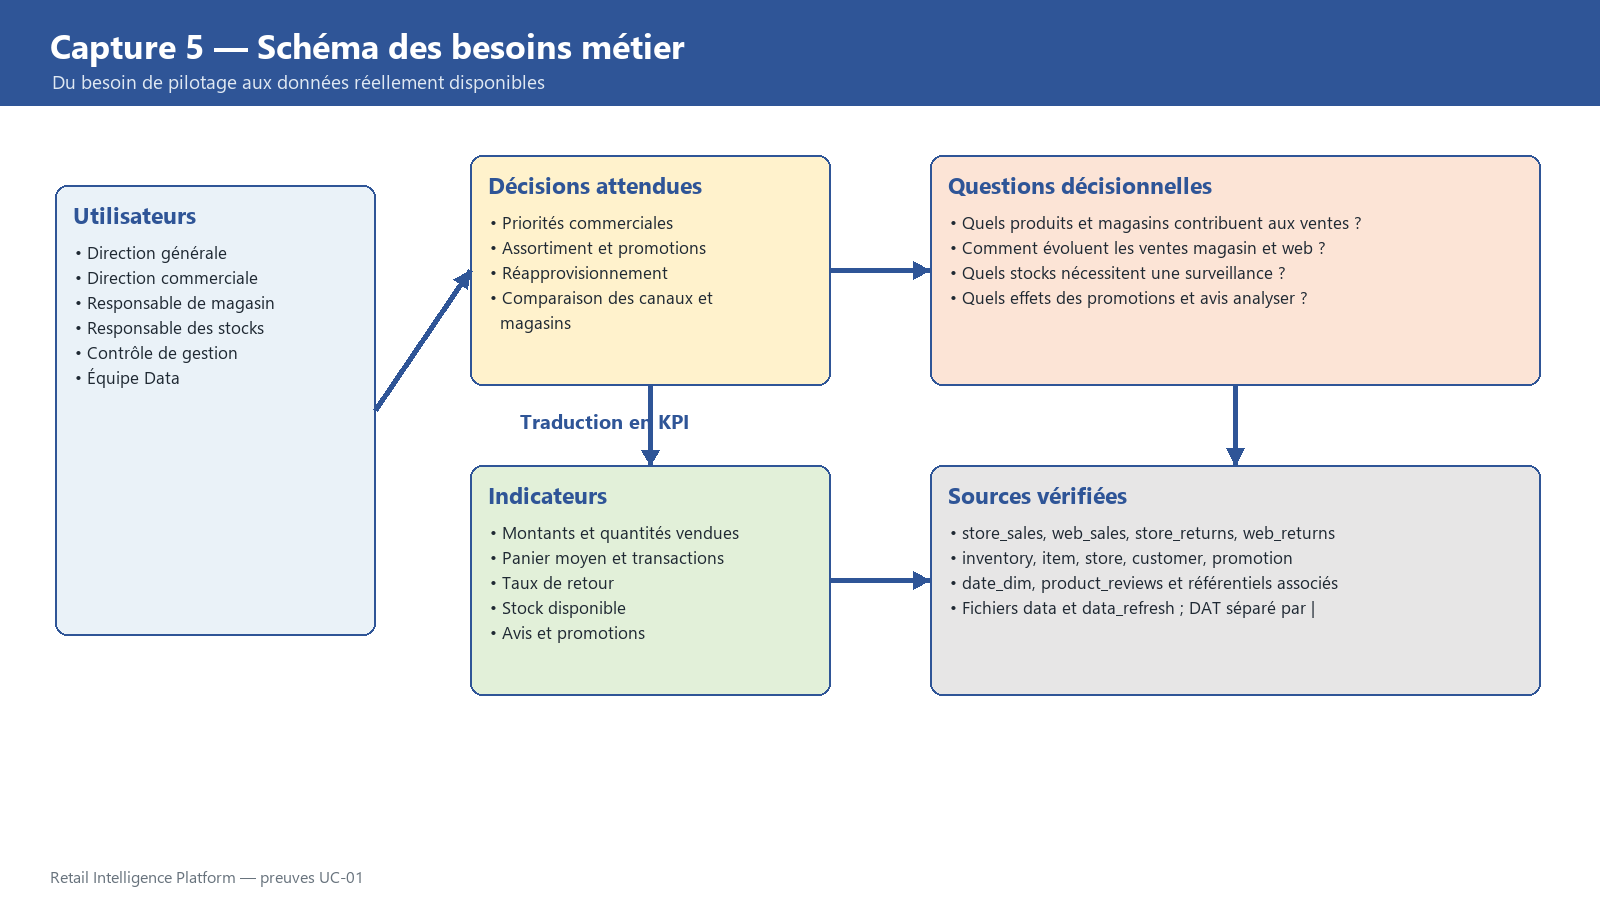 Capture 5 — Schéma des besoins métier
Du besoin de pilotage aux données réellement disponibles
Utilisateurs
• Direction générale
• Direction commerciale
• Responsable de magasin
• Responsable des stocks
• Contrôle de gestion
• Équipe Data
Décisions attendues
• Priorités commerciales
• Assortiment et promotions
• Réapprovisionnement
• Comparaison des canaux et
magasins
Questions décisionnelles
• Quels produits et magasins contribuent aux ventes ?
• Comment évoluent les ventes magasin et web ?
• Quels stocks nécessitent une surveillance ?
• Quels effets des promotions et avis analyser ?
Traduction en KPI
Indicateurs
• Montants et quantités vendues
• Panier moyen et transactions
• Taux de retour
• Stock disponible
• Avis et promotions
Sources vérifiées
• store_sales, web_sales, store_returns, web_returns
• inventory, item, store, customer, promotion
• date_dim, product_reviews et référentiels associés
• Fichiers data et data_refresh ; DAT séparé par |
Retail Intelligence Platform — preuves UC-01